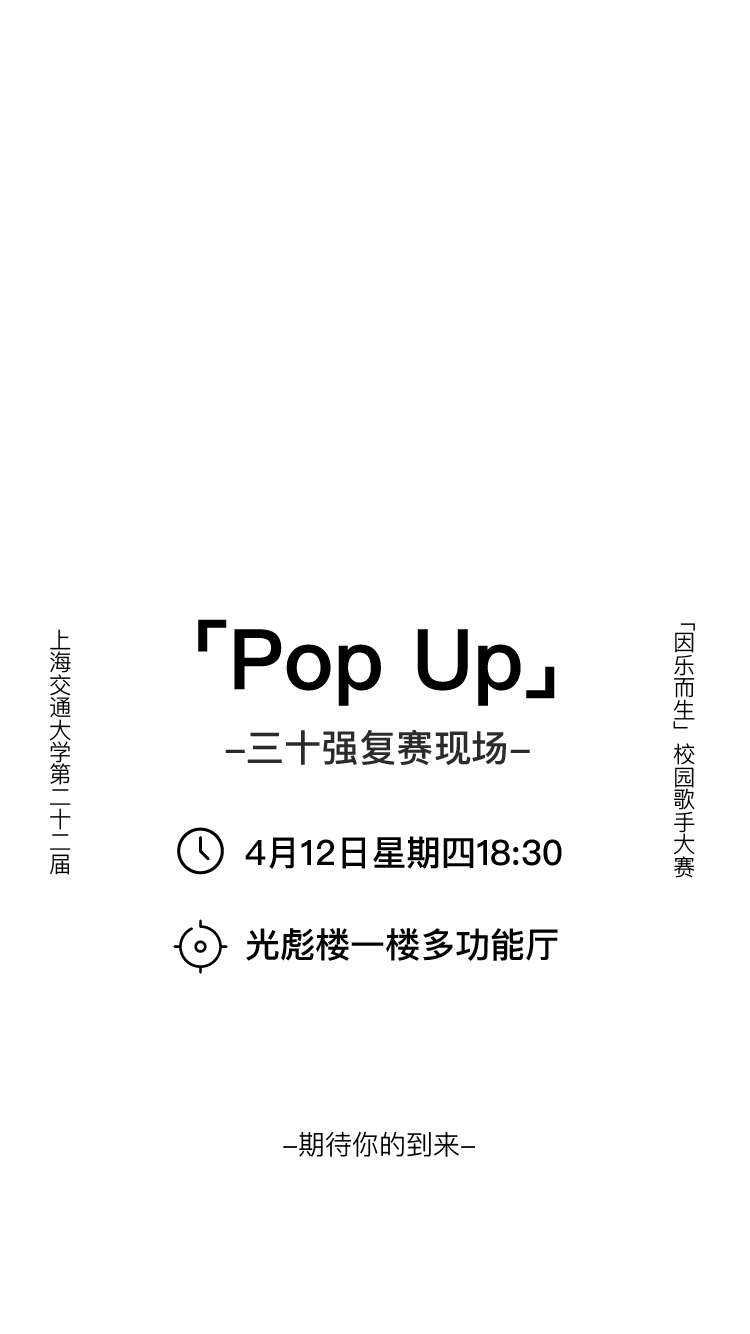 「Pop Up」
–三十强复赛现场–
上海交通大学第二十二届
「因乐而生」校园歌手大赛
4月12日星期四18:30
光彪楼一楼多功能厅
–期待你的到来–